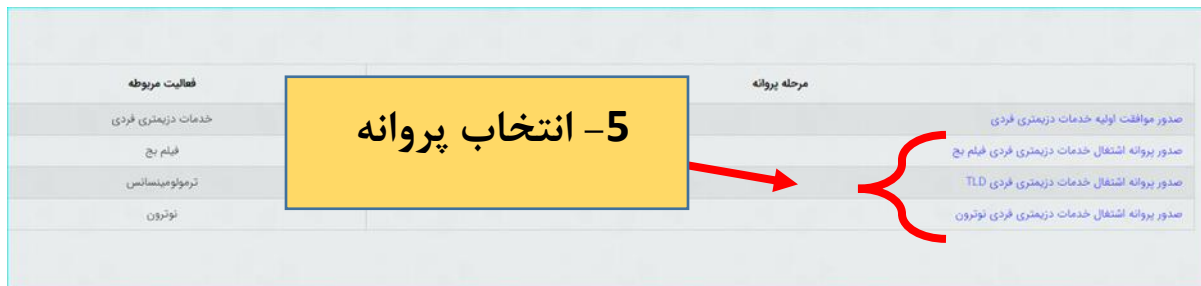 مرحله پروانه فعالیت مربوطه
صدور موافقت اولیه خدمات دزیمتری فردی خدمات دزیمتری فردی
صدور پروانه اشتغال خدمات دزیمتری فردی فیلم بج فیلم بج
صدور پروانه اشتغال خدمات دزیمتری فردی TLD ترمولومینسانس
صدور پروانه اشتغال خدمات دزیمتری فردی نوترون نوترون
5- انتخاب پروانه